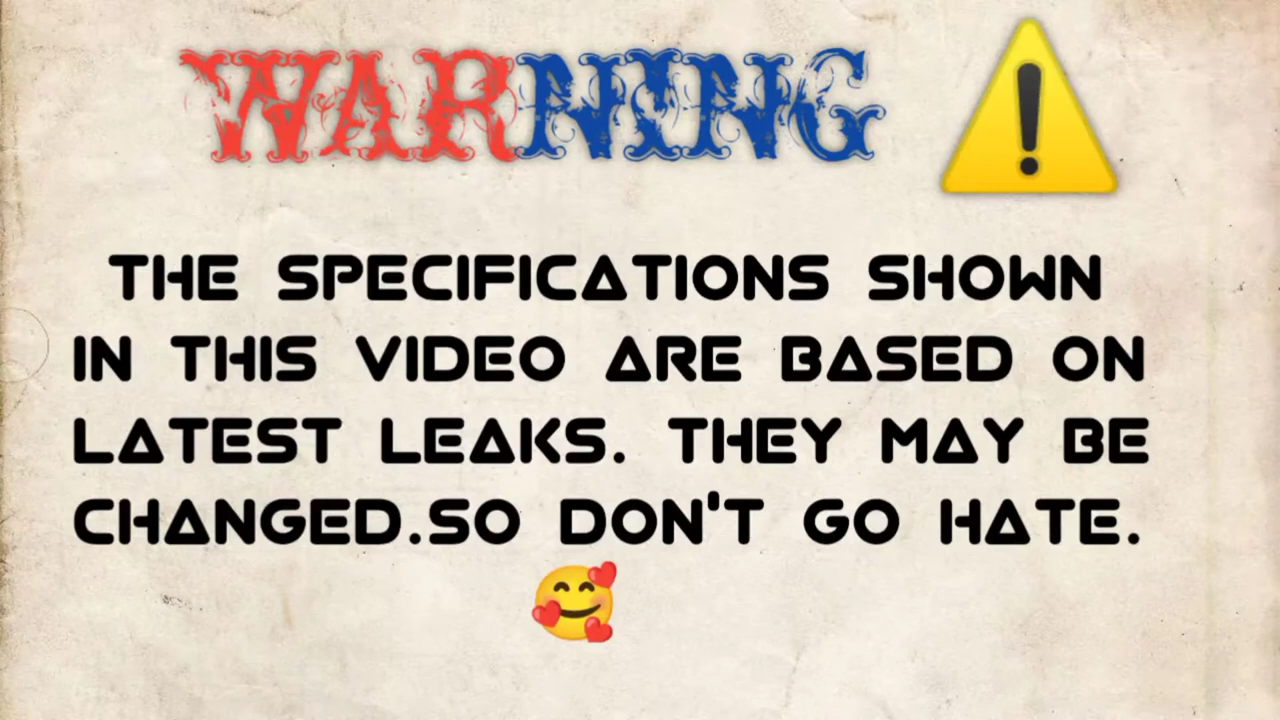 WARNING
THE SPECIFICATIONS SHOWN
IN THIS VIDEO ARE BASED ON
LATEST LEAKS. THEY MAY BE
CHANGED.SO DON'T GO HATE.